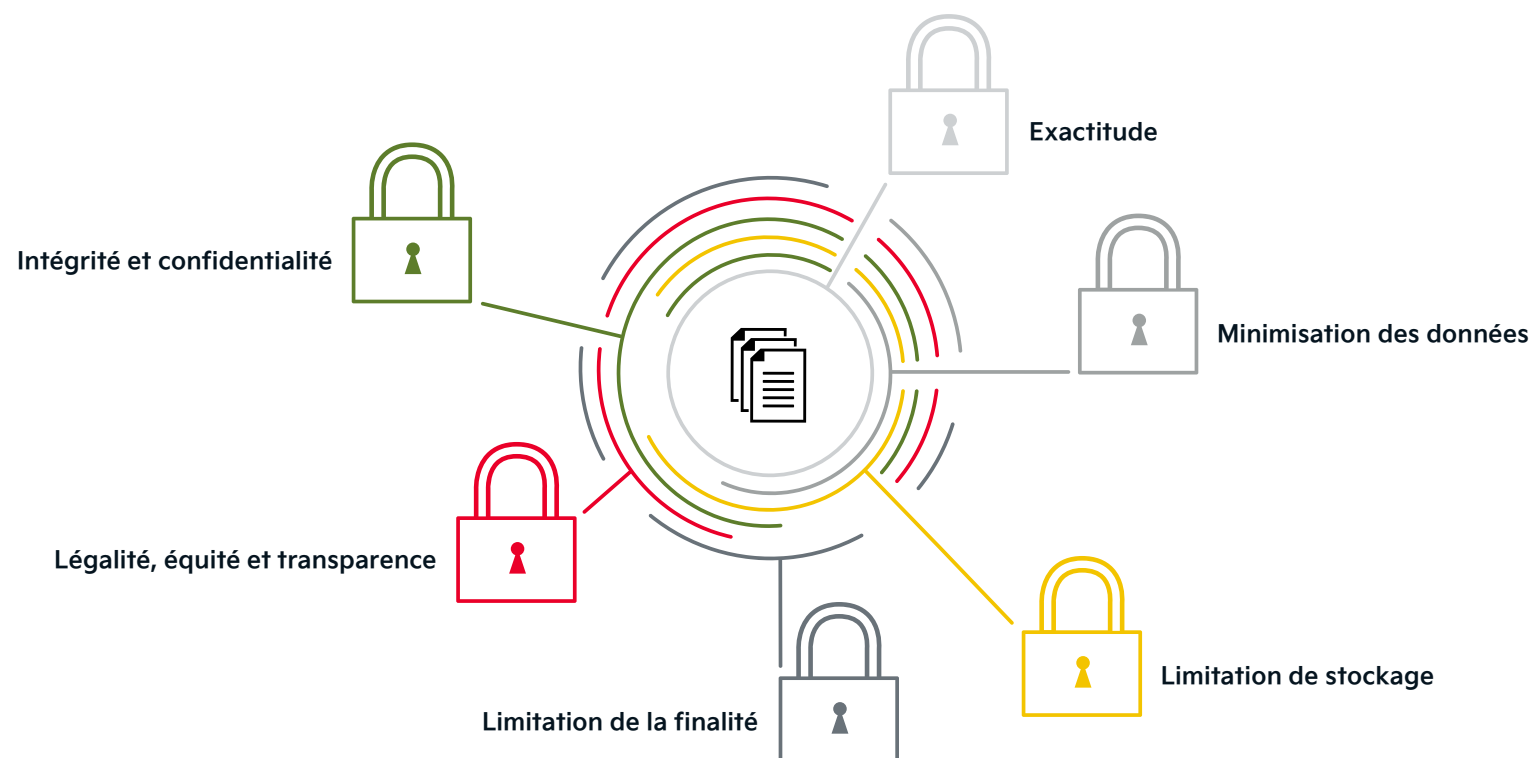 Exactitude
Intégrité et confidentialité
Minimisation des données
Légalité, équité et transparence
Limitation de stockage
Limitation de la finalité